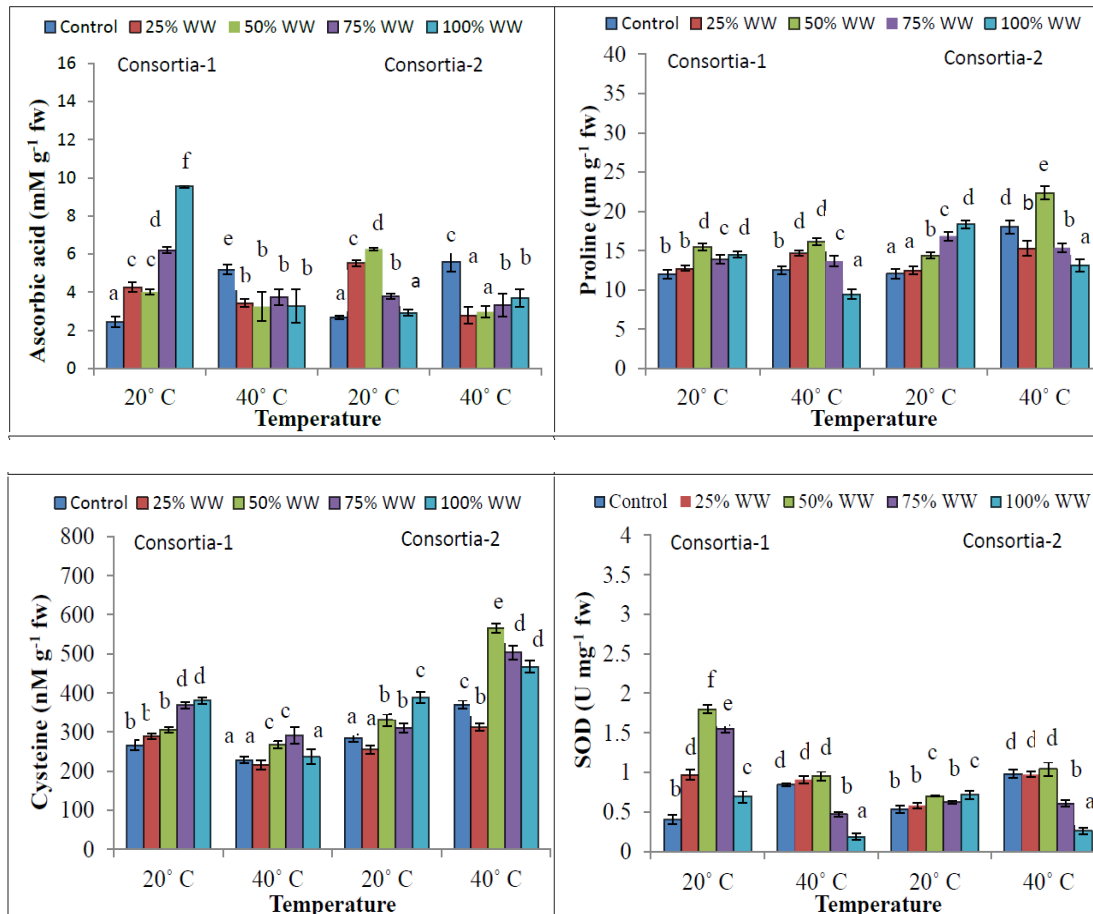 Control 25% WW 50% WW 75% WW 100% WW
Consortia-1 Consortia-2
Ascorbic acid (mM g⁻¹ fw)
16
14
12
10
8
6
4
2
0
a c c d f e b b b b a c d b a c a a b b
20° C 40° C 20° C 40° C
Temperature
Control 25% WW 50% WW 75% WW 100% WW
Consortia-1 Consortia-2
Proline (µm g⁻¹ fw)
40
35
30
25
20
15
10
5
0
b b d c d b d d c a a a b c d d b e b a
20° C 40° C 20° C 40° C
Temperature
Control 25% WW 50% WW 75% WW 100% WW
Consortia-1 Consortia-2
Cysteine (nM g⁻¹ fw)
800
700
600
500
400
300
200
100
0
b b b d d a a c c a a a b b c c b e d d
20° C 40° C 20° C 40° C
Control 25% WW 50% WW 75% WW 100% WW
Consortia-1 Consortia-2
SOD (U mg⁻¹ fw)
4
3.5
3
2.5
2
1.5
1
0.5
0
b d f e c d d d b a b b c b c d d d b a
20° C 40° C 20° C 40° C
Temperature